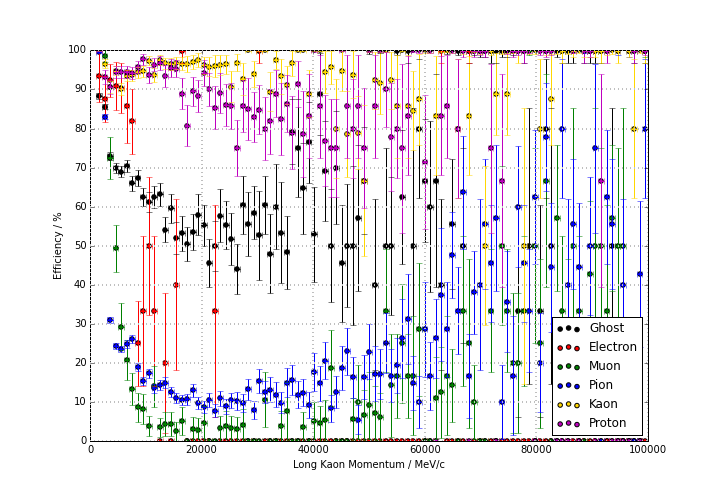 100
90
80
70
60
50
40
30
20
10
0
Efficiency / %
Ghost
Electron
Muon
Pion
Kaon
Proton
0 20000 40000 60000 80000 100000
Long Kaon Momentum / MeV/c